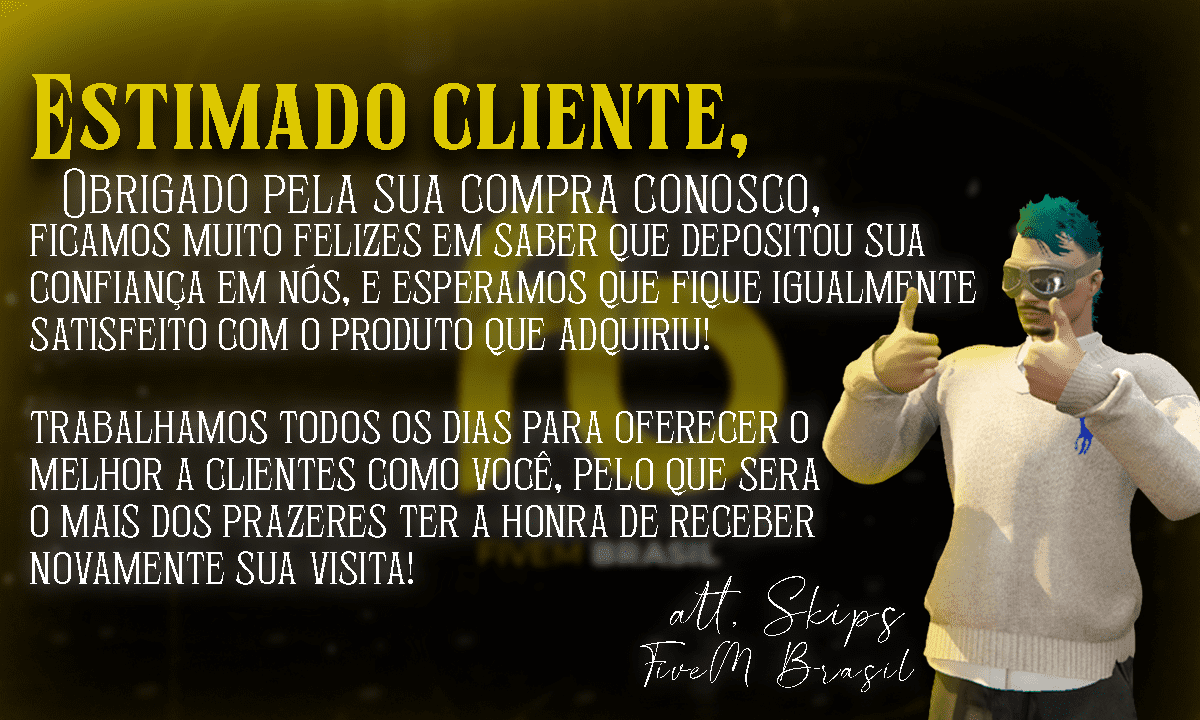 Estimado cliente,
Obrigado pela sua compra conosco,
ficamos muito felizes em saber que depositou sua
confiança em nós, e esperamos que fique igualmente
satisfeito com o produto que adquiriu!
trabalhamos todos os dias para oferecer o
melhor a clientes como você, pelo que sera
o mais dos prazeres ter a honra de receber
novamente sua visita!
FIVEM BRASIL
att. Skips
FiveM Brasil